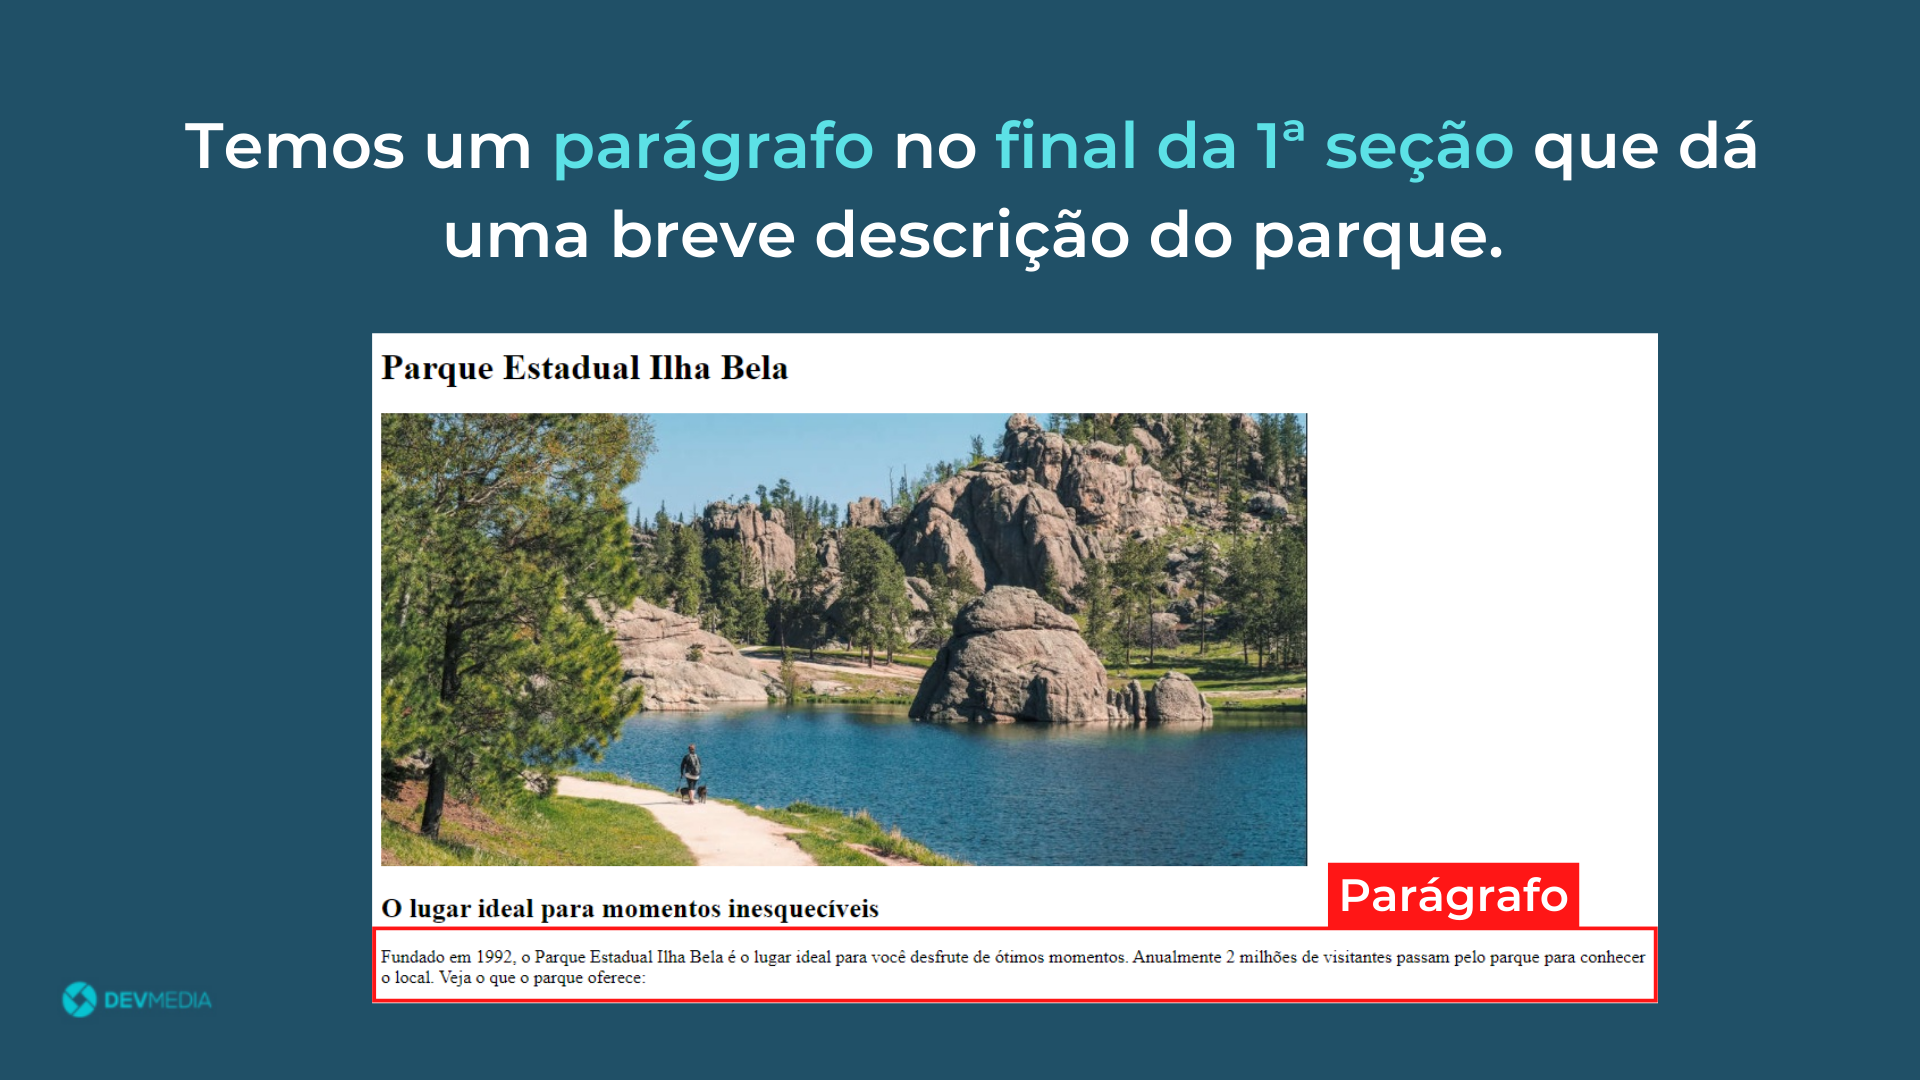 Temos um parágrafo no final da 1ª seção que dá
uma breve descrição do parque.
Parque Estadual Ilha Bela
O lugar ideal para momentos inesquecíveis
Parágrafo
Fundado em 1992, o Parque Estadual Ilha Bela é o lugar ideal para você desfrute de ótimos momentos. Anualmente 2 milhões de visitantes passam pelo parque para conhecer
o local. Veja o que o parque oferece:
DEVMEDIA